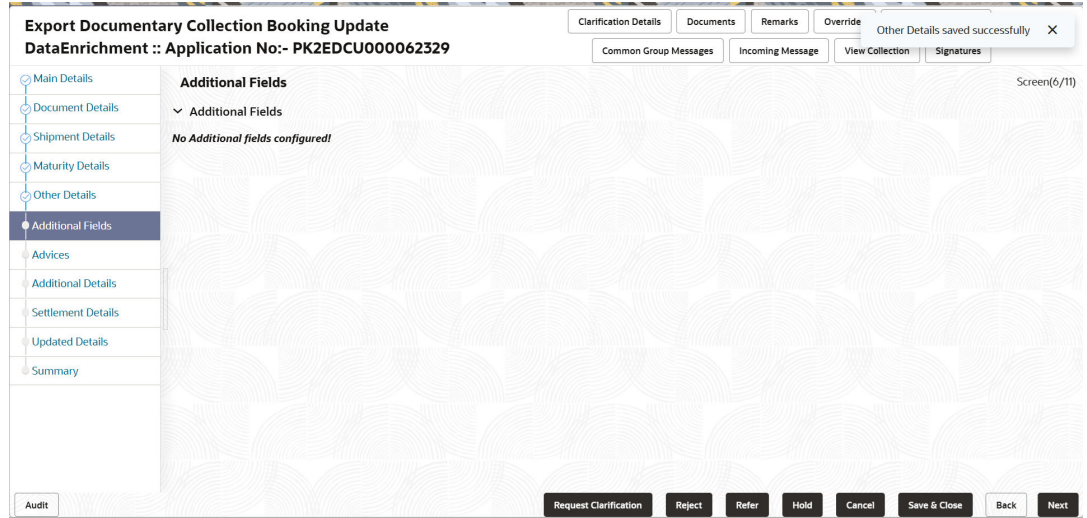 Export Documentary Collection Booking Update
DataEnrichment :: Application No:- PK2EDCU000062329
Clarification Details
Documents
Remarks
Override
Other Details saved successfully
Common Group Messages
Incoming Message
View Collection
Signatures
Main Details
Document Details
Shipment Details
Maturity Details
Other Details
Additional Fields
Advices
Additional Details
Settlement Details
Updated Details
Summary
Additional Fields
Screen(6/11)
Additional Fields
No Additional fields configured!
Audit
Request Clarification
Reject
Refer
Hold
Cancel
Save & Close
Back
Next